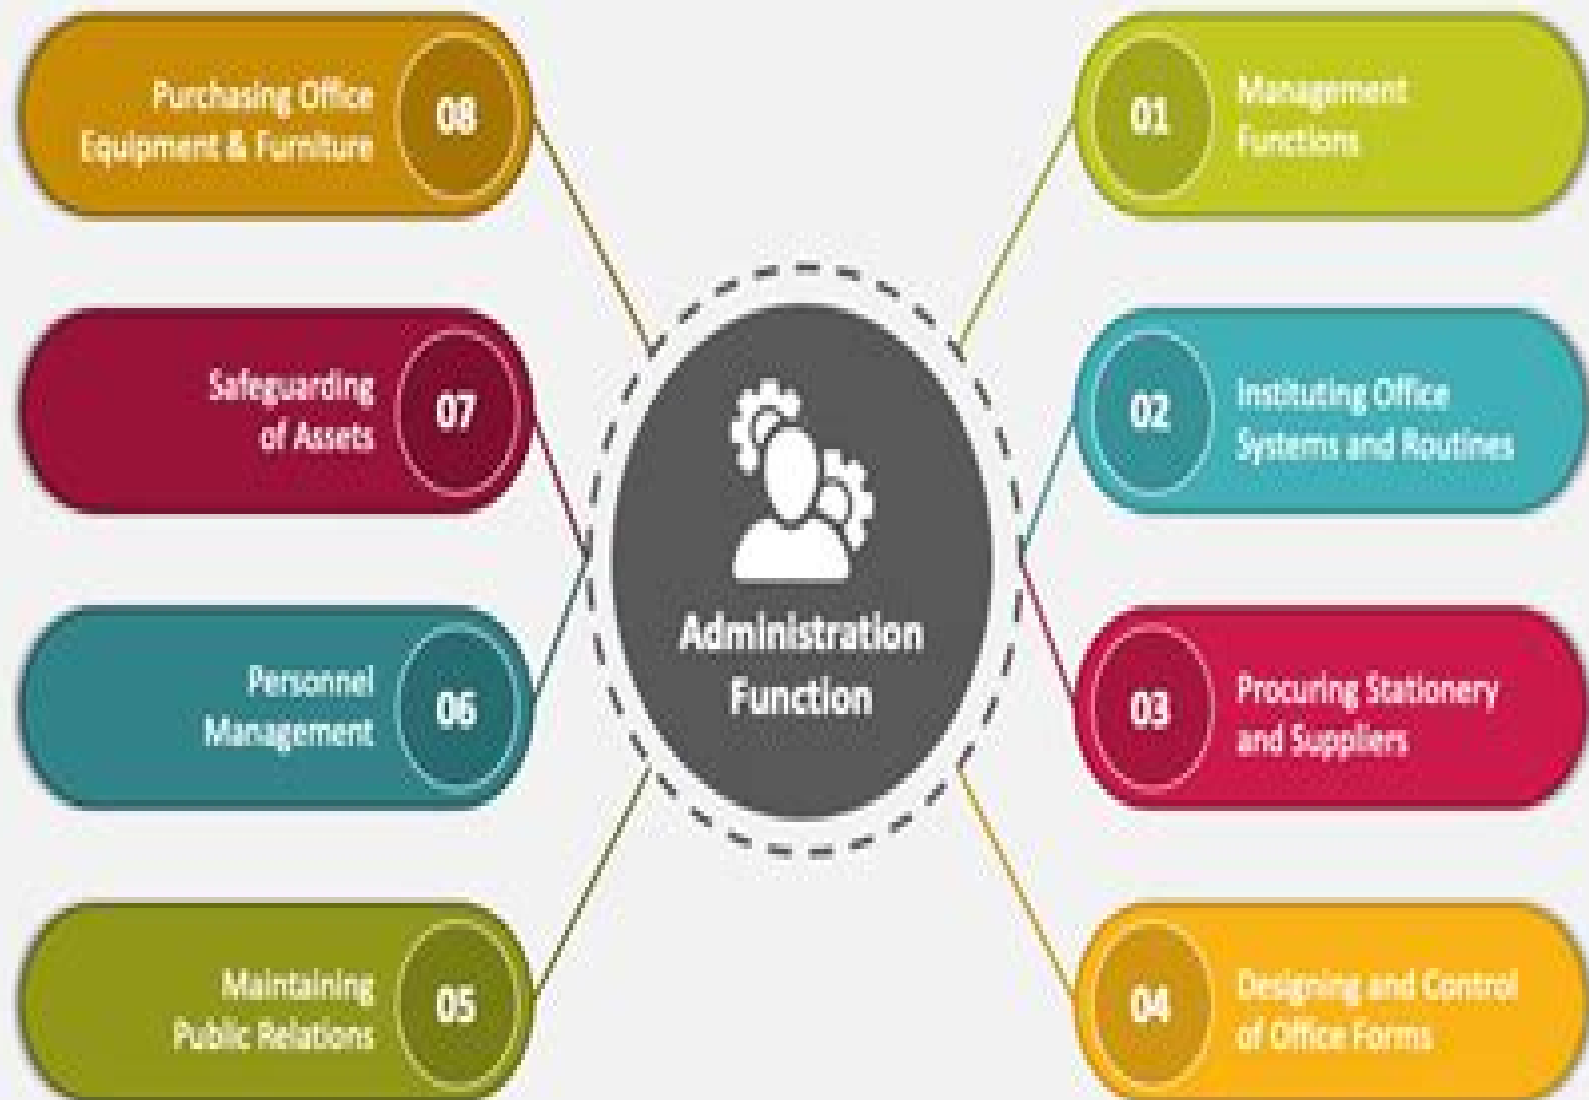 Administration
Function
01
Management
Functions
02
Instituting Office
Systems and Routines
03
Procuring Stationery
and Suppliers
04
Designing and Control
of Office Forms
05
Maintaining
Public Relations
06
Personnel
Management
07
Safeguarding
of Assets
08
Purchasing Office
Equipment & Furniture